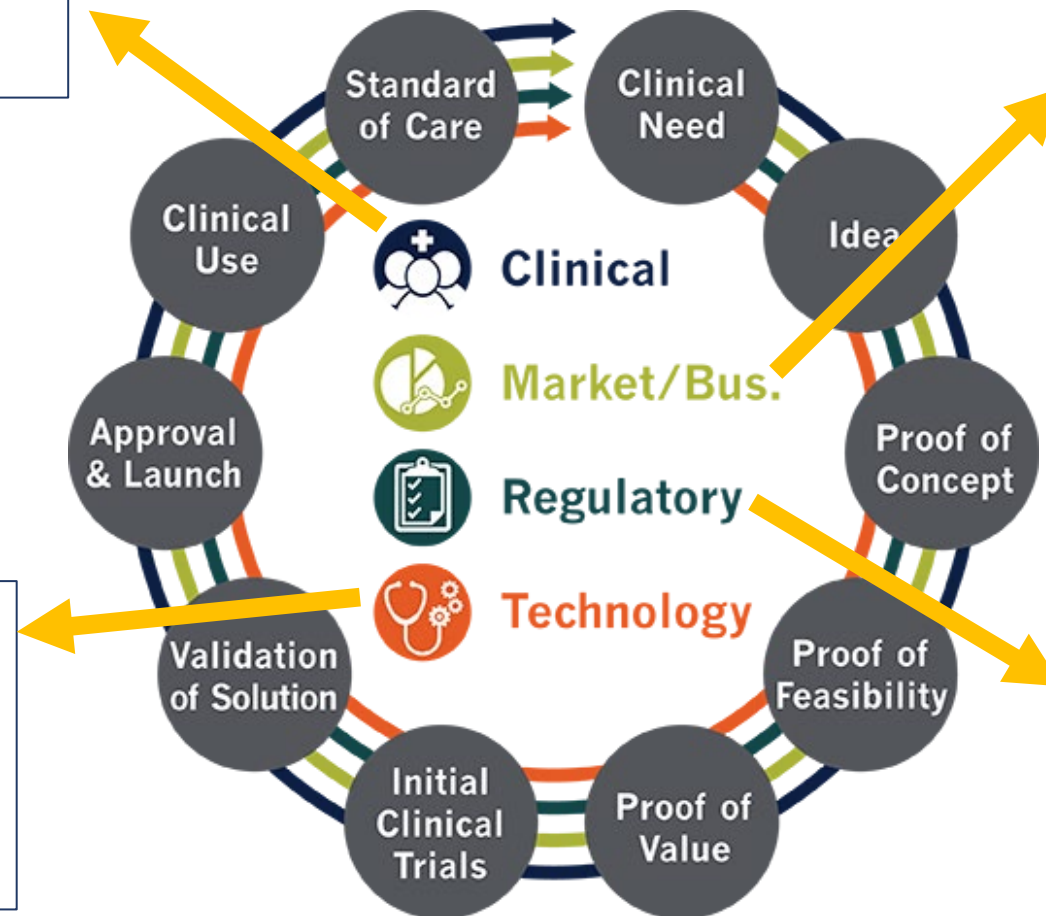 Standard
of Care
Clinical
Need
Idea
Proof of
Concept
Proof of
Feasibility
Proof of
Value
Initial
Clinical
Trials
Validation
of Solution
Approval
& Launch
Clinical
Use
Clinical
Market/Bus.
Regulatory
Technology